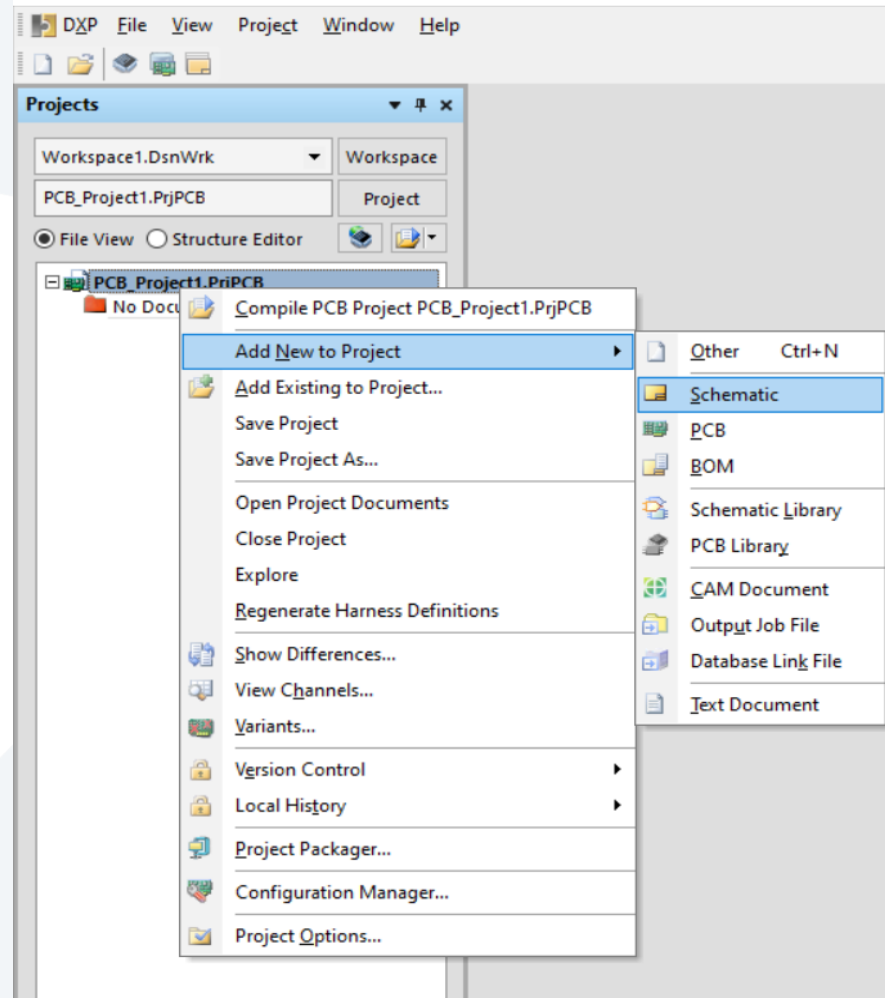 DXP File View Project Window Help
Projects
Workspace1.DsnWrk Workspace
PCB_Project1.PrjPCB Project
File View Structure Editor
PCB_Project1.PrjPCB
No Docu
Compile PCB Project PCB_Project1.PrjPCB
Add New to Project
Add Existing to Project...
Save Project
Save Project As...
Open Project Documents
Close Project
Explore
Regenerate Harness Definitions
Show Differences...
View Channels...
Variants...
Version Control
Local History
Project Packager...
Configuration Manager...
Project Options...
Other Ctrl+N
Schematic
PCB
BOM
Schematic Library
PCB Library
CAM Document
Output Job File
Database Link File
Text Document